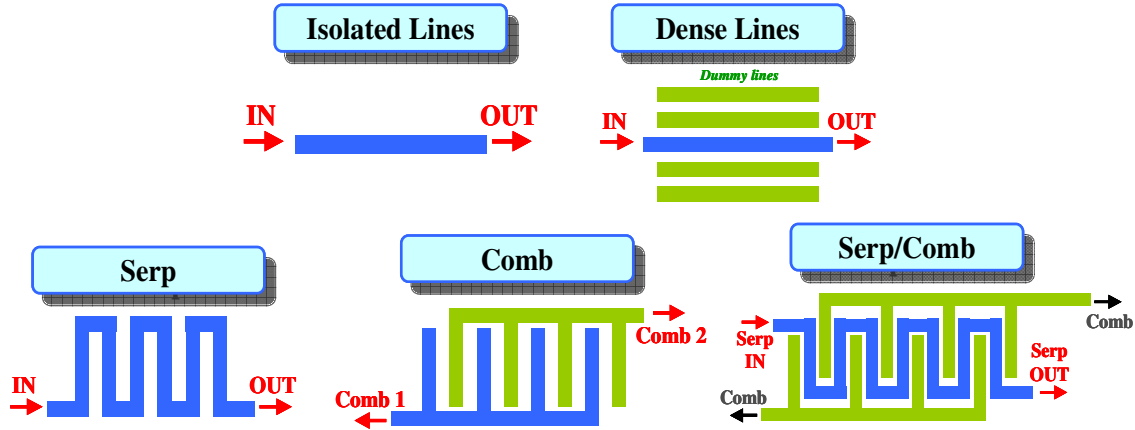 Isolated Lines
Dense Lines
Dummy lines
IN
OUT
IN
OUT
Serp
Comb
Serp/Comb
IN
OUT
Comb 1
Comb 2
Serp
IN
Comb
Serp
OUT
Comb